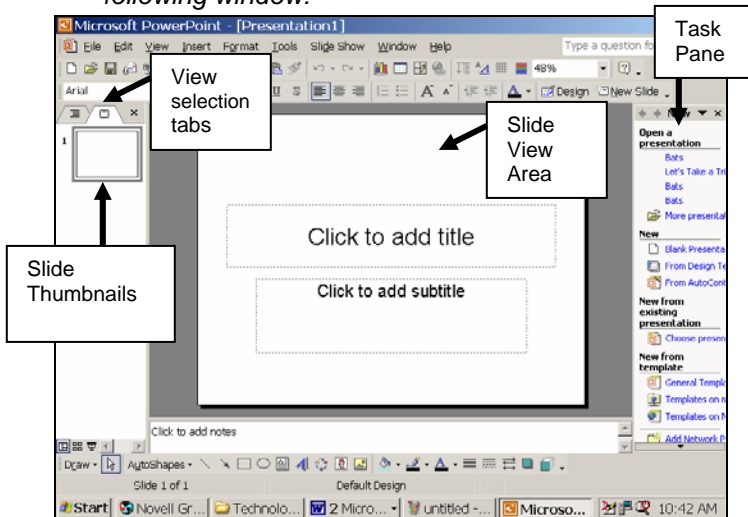 following window:
Microsoft PowerPoint - [Presentation1]
File Edit View Insert Format Tools Slide Show Window Help
Type a question fo
Task
Pane
View
selection
tabs
48%
Arial
U S
Design
New Slide
Slide
View
Area
New
1
Open a
presentation
Bats
Let's Take a Tri
Bats
Bats
More presental
New
Blank Presenta
From Design Te
From AutoCont
New from
existing
presentation
Choose presen
New from
template
General Templa
Templates on m
Templates on M
Add Network P
Click to add title
Click to add subtitle
Slide
Thumbnails
Click to add notes
Draw AutoShapes
Slide 1 of 1
Default Design
Start Novell Gr... Technolo... 2 Micro... untitled -... Microso... 10:42 AM